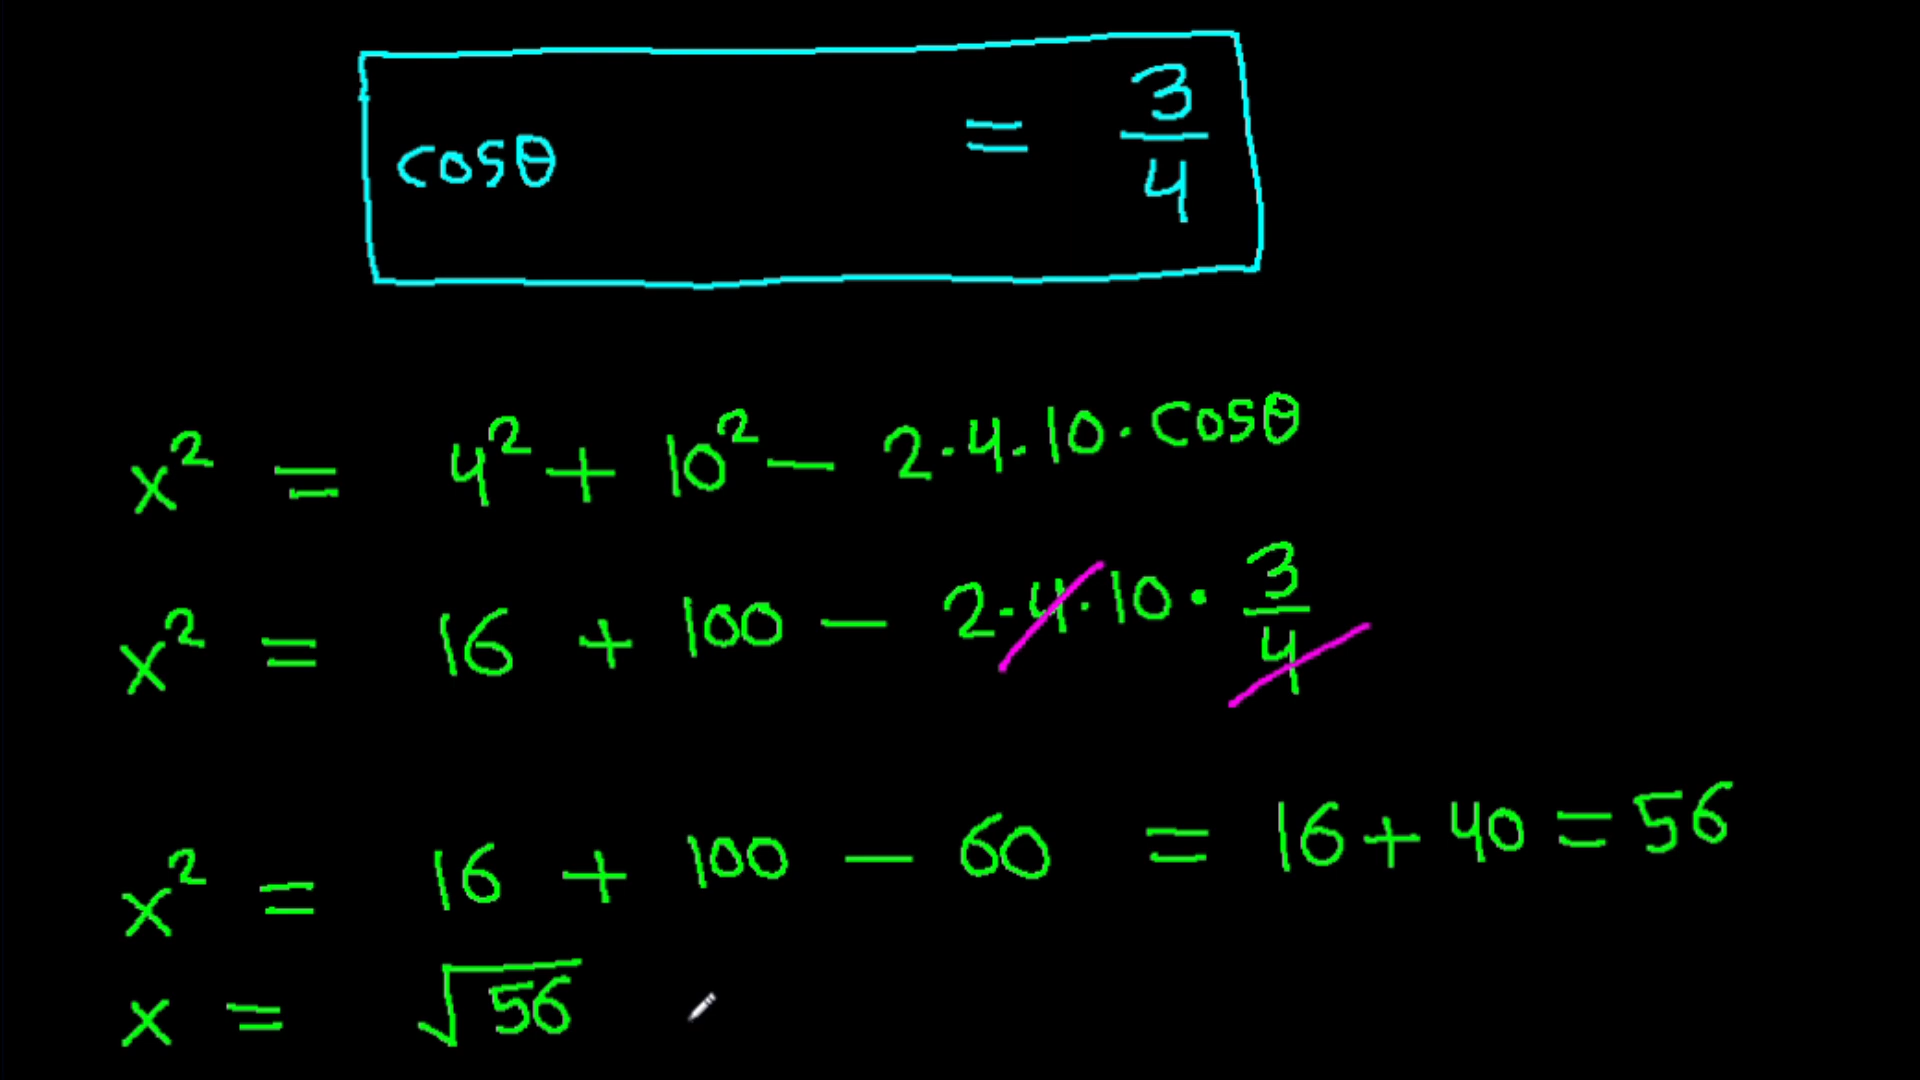 cosθ = 3/4
x² = 4² + 10² − 2·4·10·cosθ
x² = 16 + 100 − 2·4·10·3/4
x² = 16 + 100 − 60 = 16 + 40 = 56
x = √56